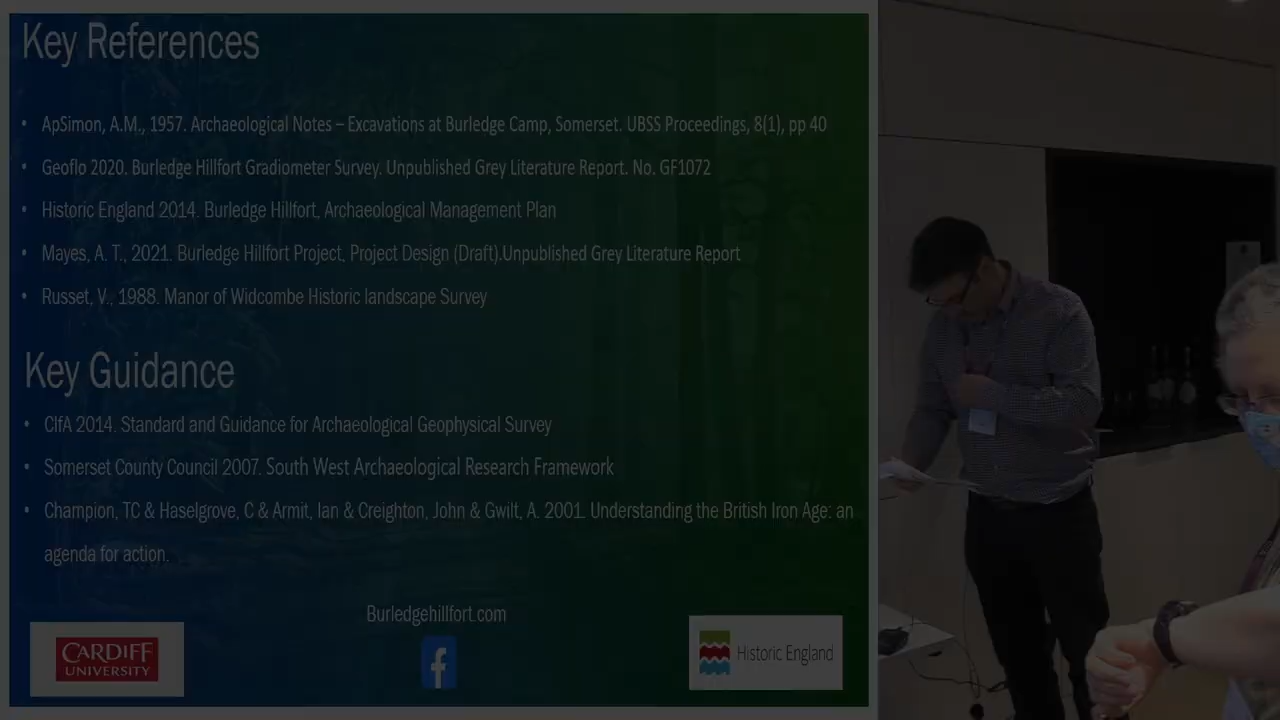 Key References
• ApSimon, A.M., 1957. Archaeological Notes – Excavations at Burledge Camp, Somerset. UBSS Proceedings, 8(1), pp 40
• Geoflo 2020. Burledge Hillfort Gradiometer Survey. Unpublished Grey Literature Report. No. GF1072
• Historic England 2014. Burledge Hillfort, Archaeological Management Plan
• Mayes, A. T., 2021. Burledge Hillfort Project, Project Design (Draft).Unpublished Grey Literature Report
• Russet, V., 1988. Manor of Widcombe Historic landscape Survey
Key Guidance
• CIfA 2014. Standard and Guidance for Archaeological Geophysical Survey
• Somerset County Council 2007. South West Archaeological Research Framework
• Champion, TC & Haselgrove, C & Armit, Ian & Creighton, John & Gwilt, A. 2001. Understanding the British Iron Age: an
agenda for action.
Burledgehillfort.com
CARDIFF
UNIVERSITY
f
Historic England